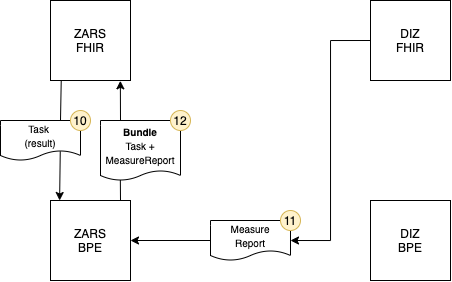 ZARS
FHIR
DIZ
FHIR
10
Task
(result)
12
Bundle
Task +
MeasureReport
11
Measure
Report
ZARS
BPE
DIZ
BPE